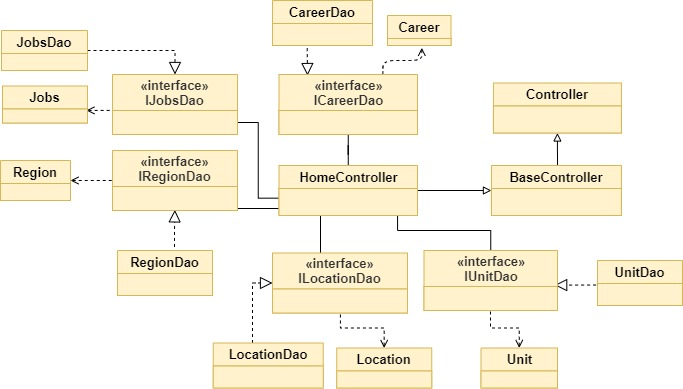 CareerDao
Career
JobsDao
«interface»
IJobsDao
«interface»
ICareerDao
Jobs
Controller
«interface»
IRegionDao
Region
HomeController
BaseController
RegionDao
«interface»
ILocationDao
«interface»
IUnitDao
UnitDao
LocationDao
Location
Unit